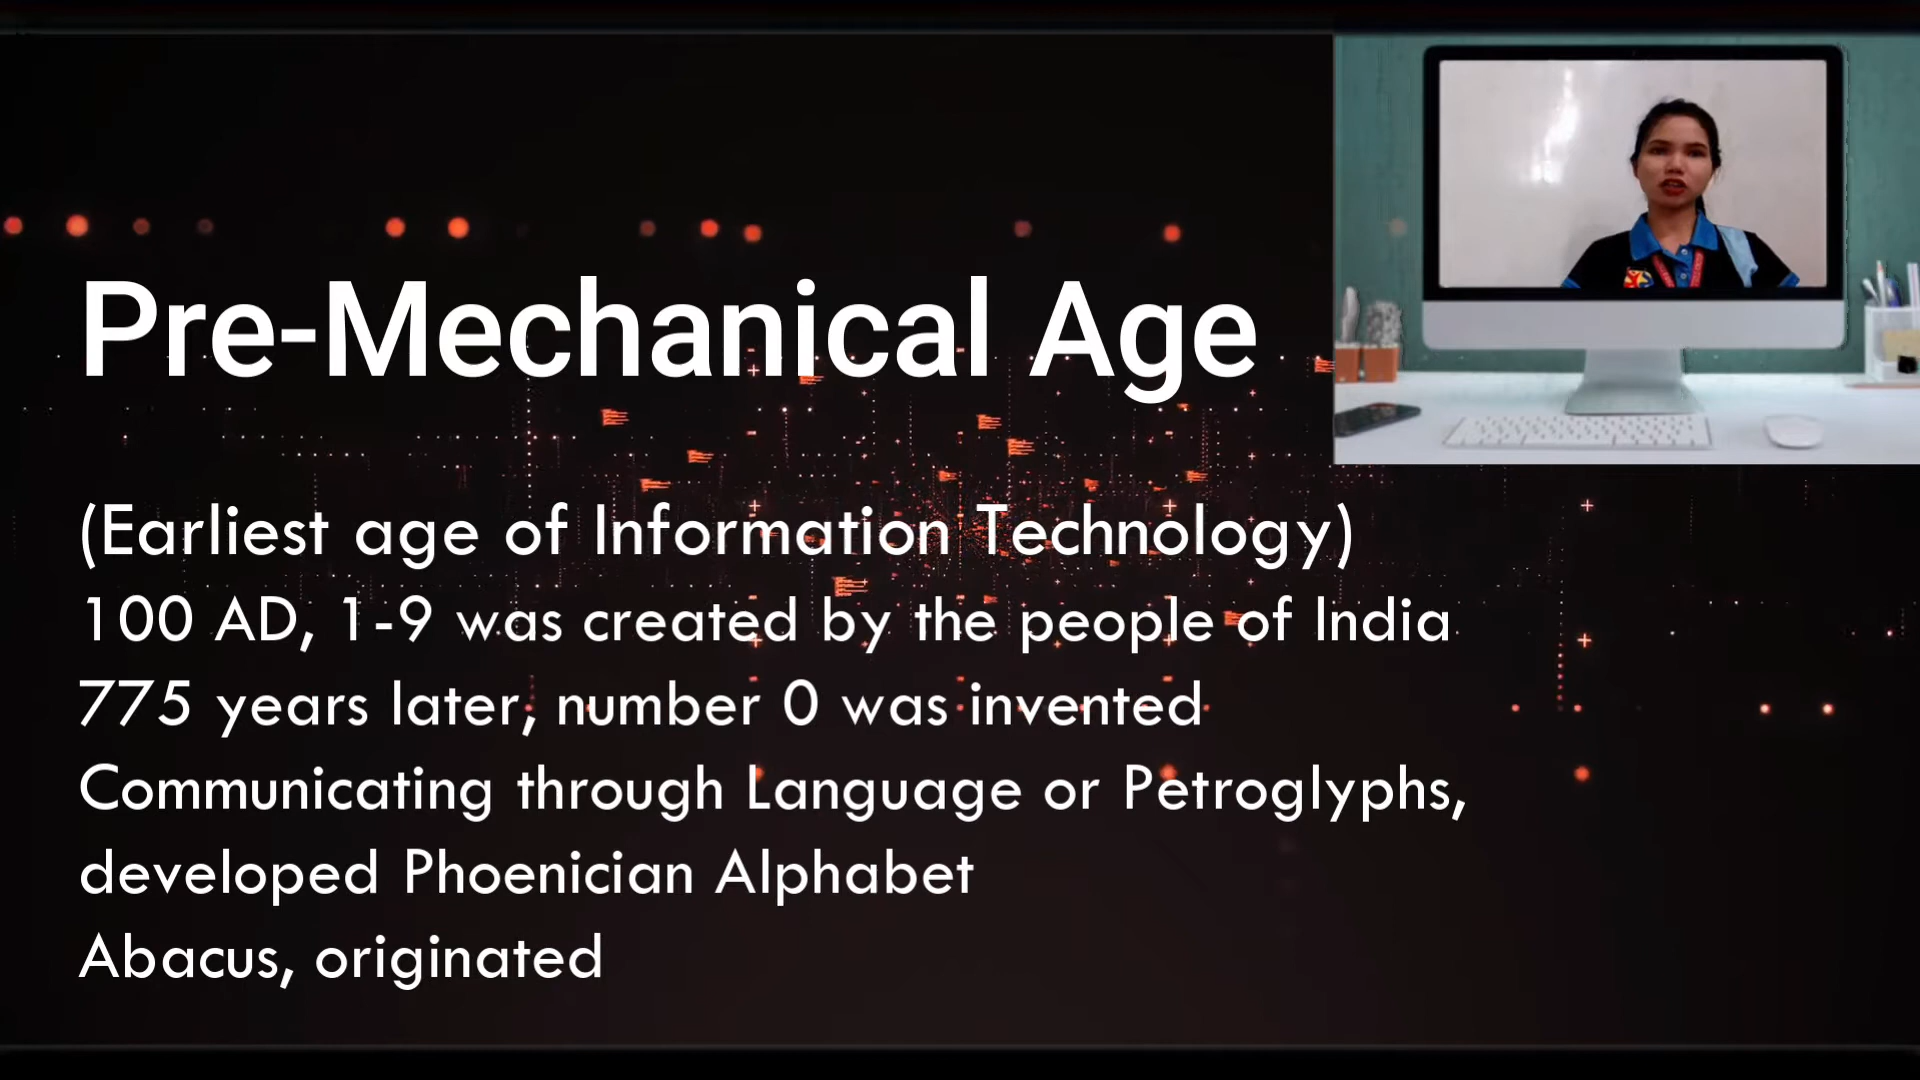 Pre-Mechanical Age
(Earliest age of Information Technology)
100 AD, 1-9 was created by the people of India
775 years later, number 0 was invented
Communicating through Language or Petroglyphs,
developed Phoenician Alphabet
Abacus, originated